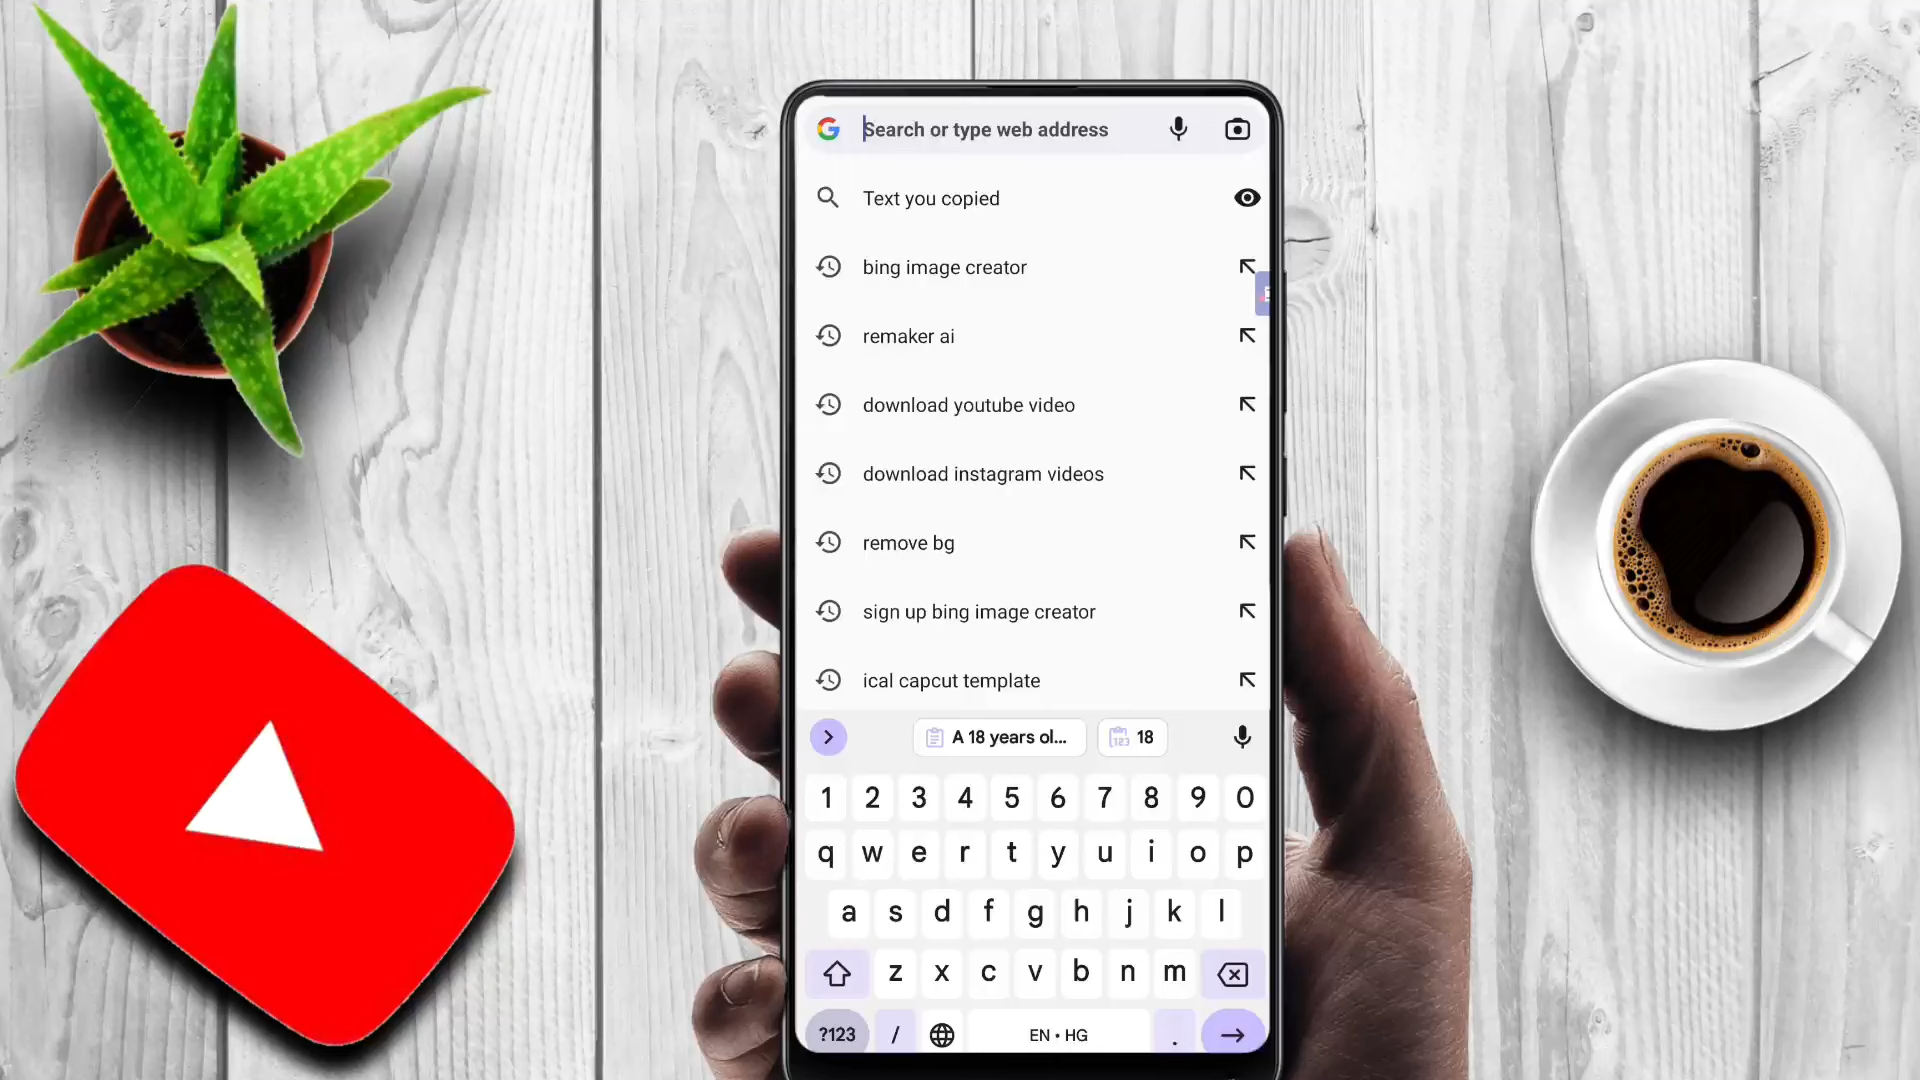 Search or type web address
Text you copied
bing image creator
remaker ai
download youtube video
download instagram videos
remove bg
sign up bing image creator
ical capcut template
A 18 years ol... 18
1 2 3 4 5 6 7 8 9 0
q w e r t y u i o p
a s d f g h j k l
z x c v b n m
?123 / EN • HG .